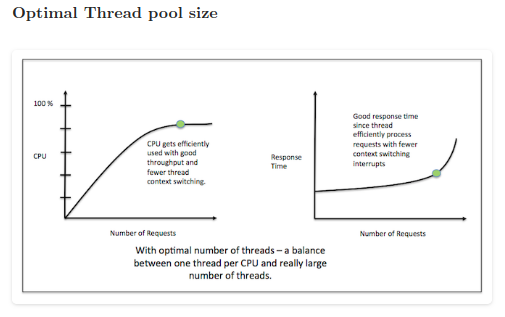 Optimal Thread pool size
100 %
CPU
CPU gets efficiently
used with good
throughput and
fewer thread
context switching.
Number of Requests
Response
Time
Good response time
since thread
efficiently process
requests with fewer
context switching
interrupts
Number of Requests
With optimal number of threads – a balance
between one thread per CPU and really large
number of threads.